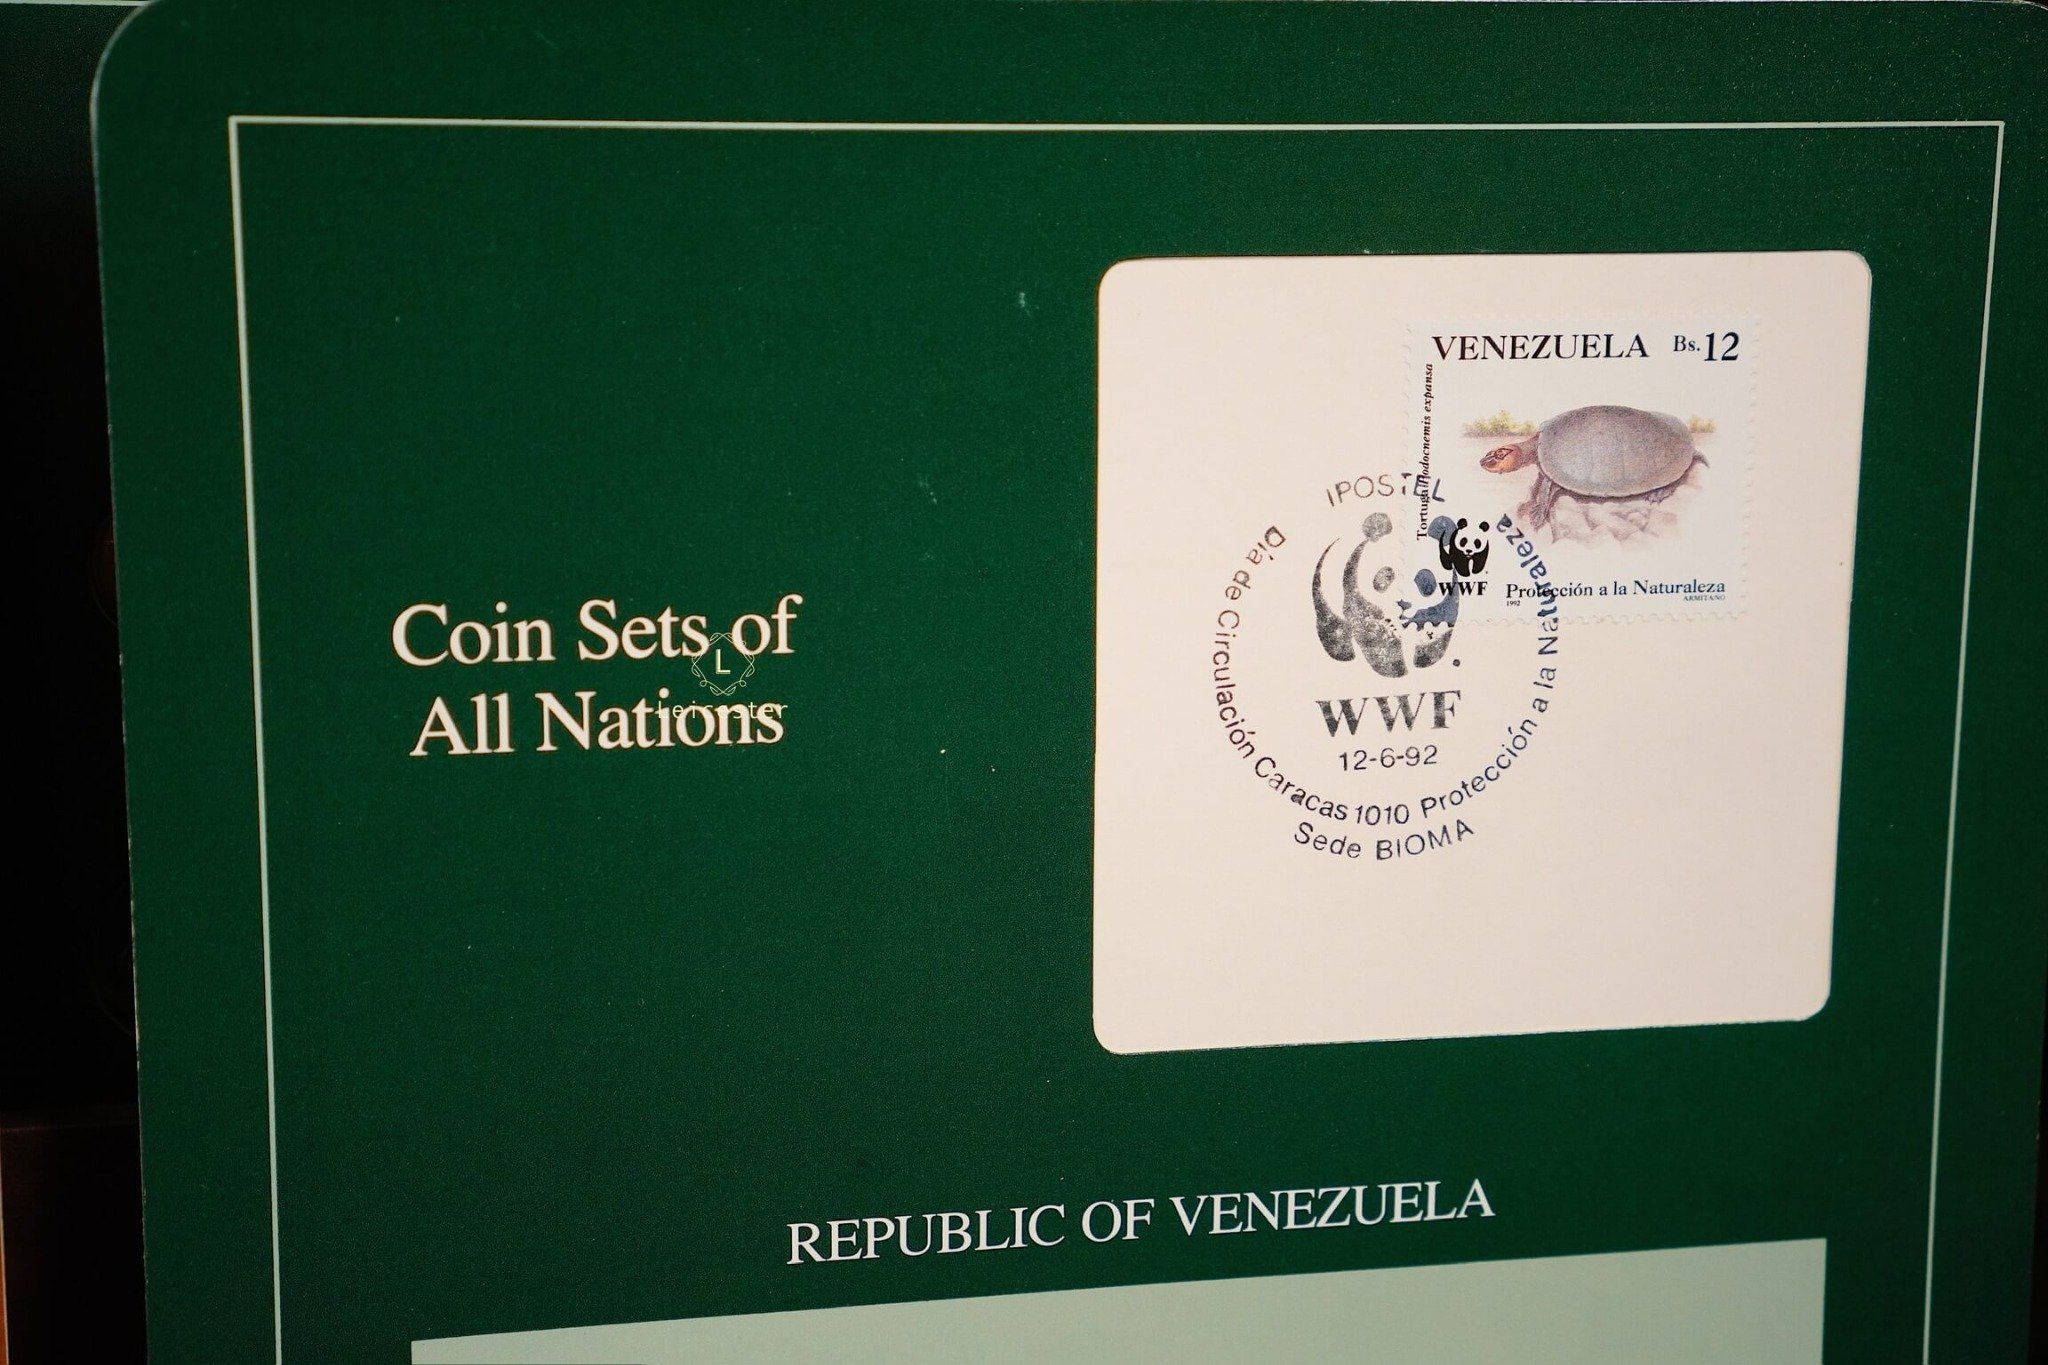 Coin Sets of
All Nations
L
Leicester
VENEZUELA Bs.12
Tortuga Podocnemis expansa
WWF Protección a la Naturaleza
1992 ARMITANO
IPOSTEL
Día de Circulación Caracas 1010 Protección a la Naturaleza
WWF
12-6-92
Sede BIOMA
REPUBLIC OF VENEZUELA